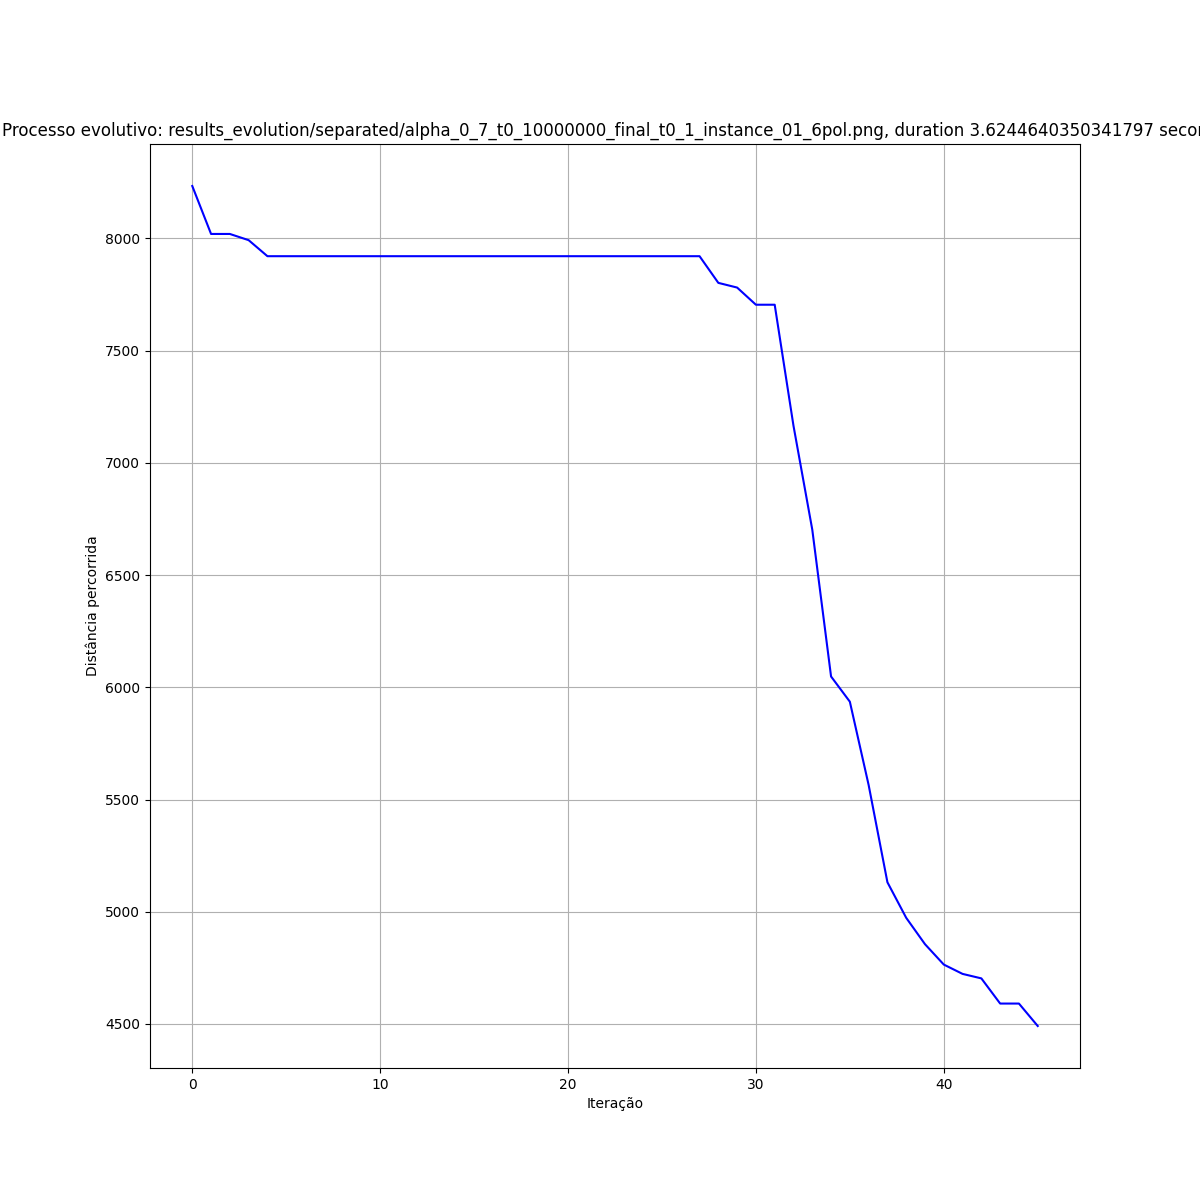 Processo evolutivo: results_evolution/separated/alpha_0_7_t0_10000000_final_t0_1_instance_01_6pol.png, duration 3.6244640350341797
8000
7500
7000
6500
6000
5500
5000
4500
Distância percorrida
0 10 20 30 40
Iteração